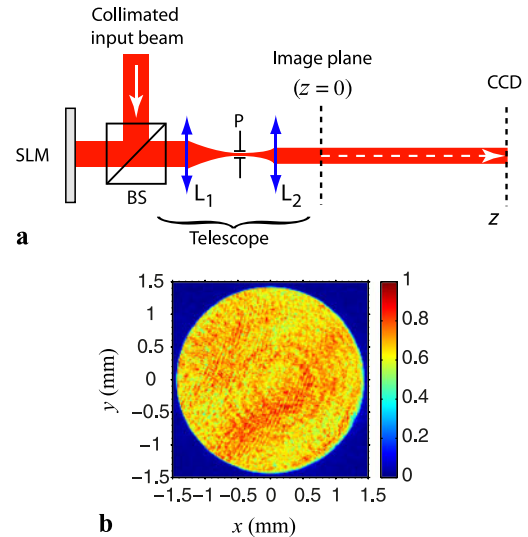 Collimated
input beam
Image plane
(z = 0)
CCD
P
SLM
BS
L1
L2
z
Telescope
a
1.5
1
0.5
0
−0.5
−1
−1.5
y (mm)
−1.5 −1 −0.5 0 0.5 1 1.5
x (mm)
1
0.8
0.6
0.4
0.2
0
b